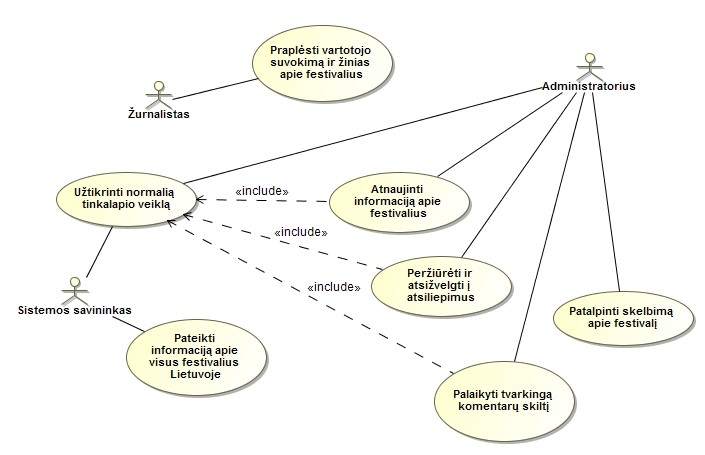 Praplėsti vartotojo
suvokimą ir žinias
apie festivalius
Žurnalistas
Administratorius
Užtikrinti normalią
tinkalapio veiklą
«include»
Atnaujinti
informaciją apie
festivalius
«include»
Peržiūrėti ir
atsižvelgti į
atsiliepimus
«include»
Sistemos savininkas
Patalpinti skelbimą
apie festivalį
Pateikti
informaciją apie
visus festivalius
Lietuvoje
Palaikyti tvarkingą
komentarų skiltį